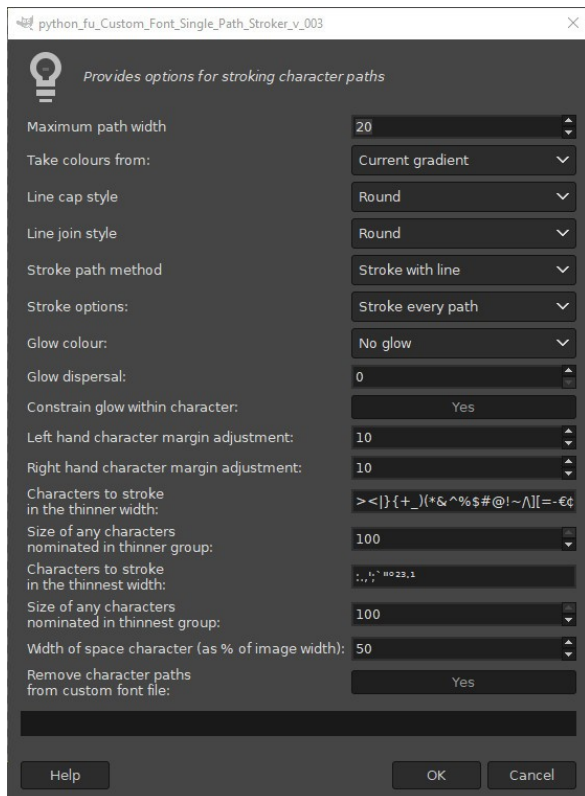 python_fu_Custom_Font_Single_Path_Stroker_v_003
Provides options for stroking character paths
Maximum path width 20
Take colours from: Current gradient
Line cap style Round
Line join style Round
Stroke path method Stroke with line
Stroke options: Stroke every path
Glow colour: No glow
Glow dispersal: 0
Constrain glow within character: Yes
Left hand character margin adjustment: 10
Right hand character margin adjustment: 10
Characters to stroke
in the thinner width: ><|}{+_)(*&^%$#@!~/\][=-€¢
Size of any characters
nominated in thinner group: 100
Characters to stroke
in the thinnest width:
Size of any characters
nominated in thinnest group: 100
Width of space character (as % of image width): 50
Remove character paths
from custom font file: Yes
Help OK Cancel